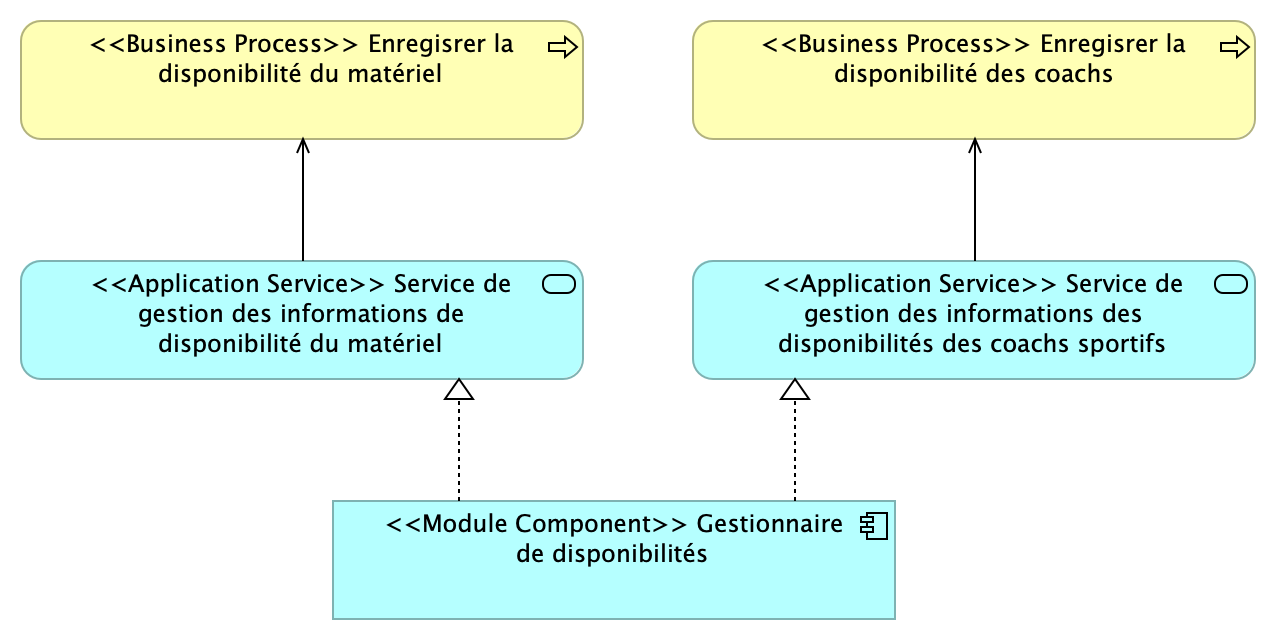 <<Business Process>> Enregisrer la
disponibilité du matériel
<<Business Process>> Enregisrer la
disponibilité des coachs
<<Application Service>> Service de
gestion des informations de
disponibilité du matériel
<<Application Service>> Service de
gestion des informations des
disponibilités des coachs sportifs
<<Module Component>> Gestionnaire
de disponibilités